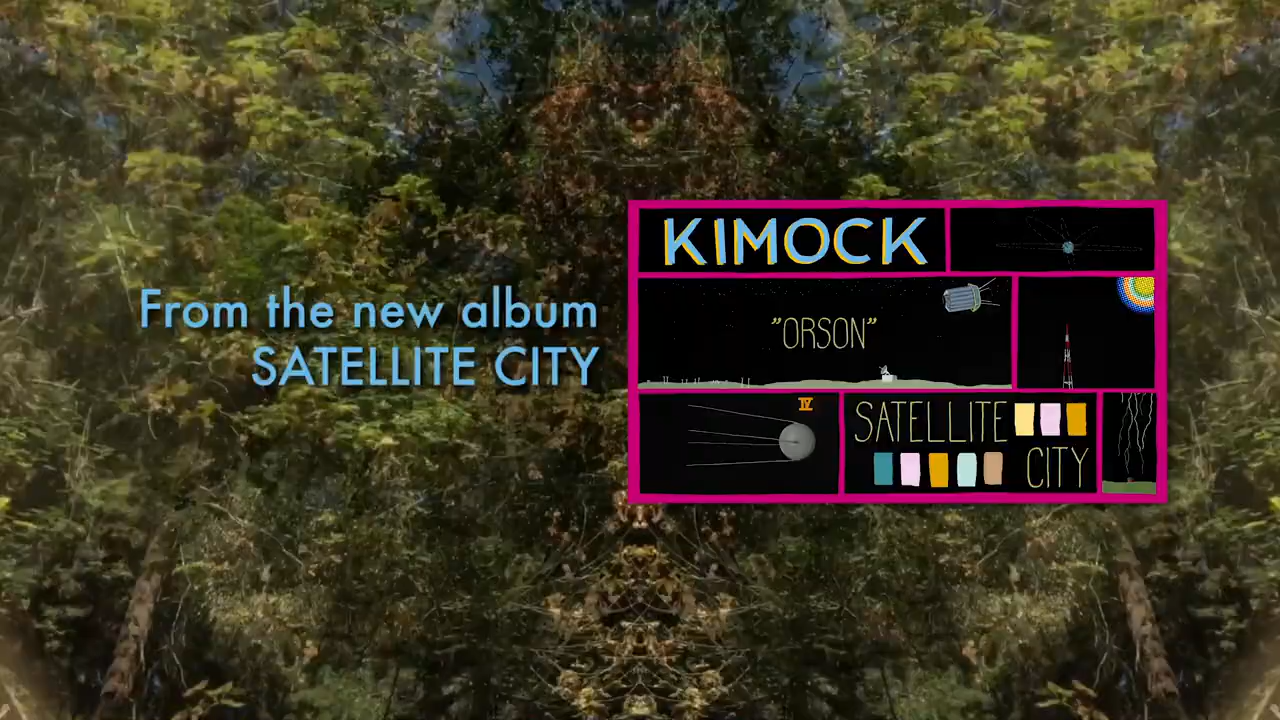 From the new album
SATELLITE CITY
KIMOCK
"ORSON"
IV
SATELLITE
CITY